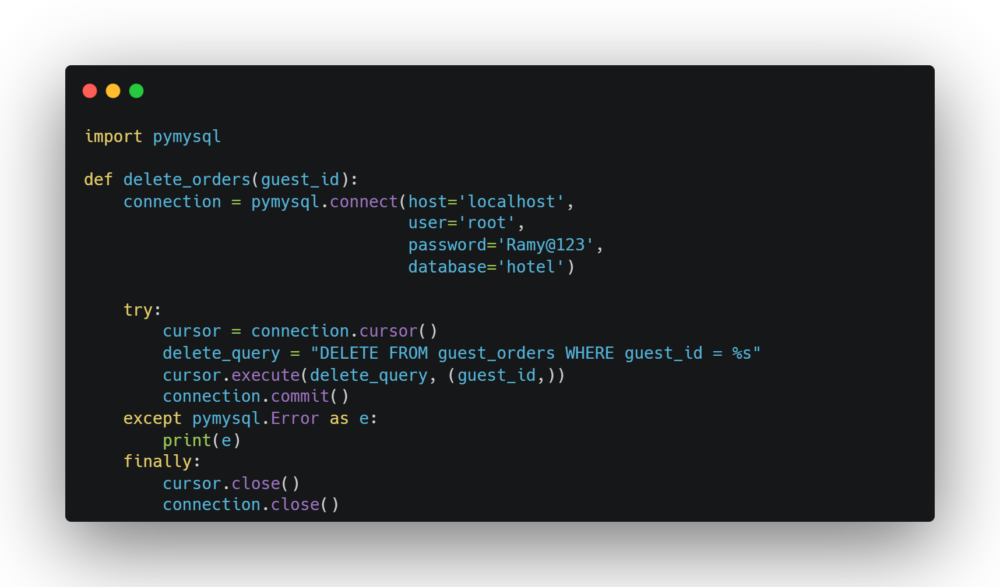 import pymysql

def delete_orders(guest_id):
    connection = pymysql.connect(host='localhost',
                                 user='root',
                                 password='Ramy@123',
                                 database='hotel')

    try:
        cursor = connection.cursor()
        delete_query = "DELETE FROM guest_orders WHERE guest_id = %s"
        cursor.execute(delete_query, (guest_id,))
        connection.commit()
    except pymysql.Error as e:
        print(e)
    finally:
        cursor.close()
        connection.close()